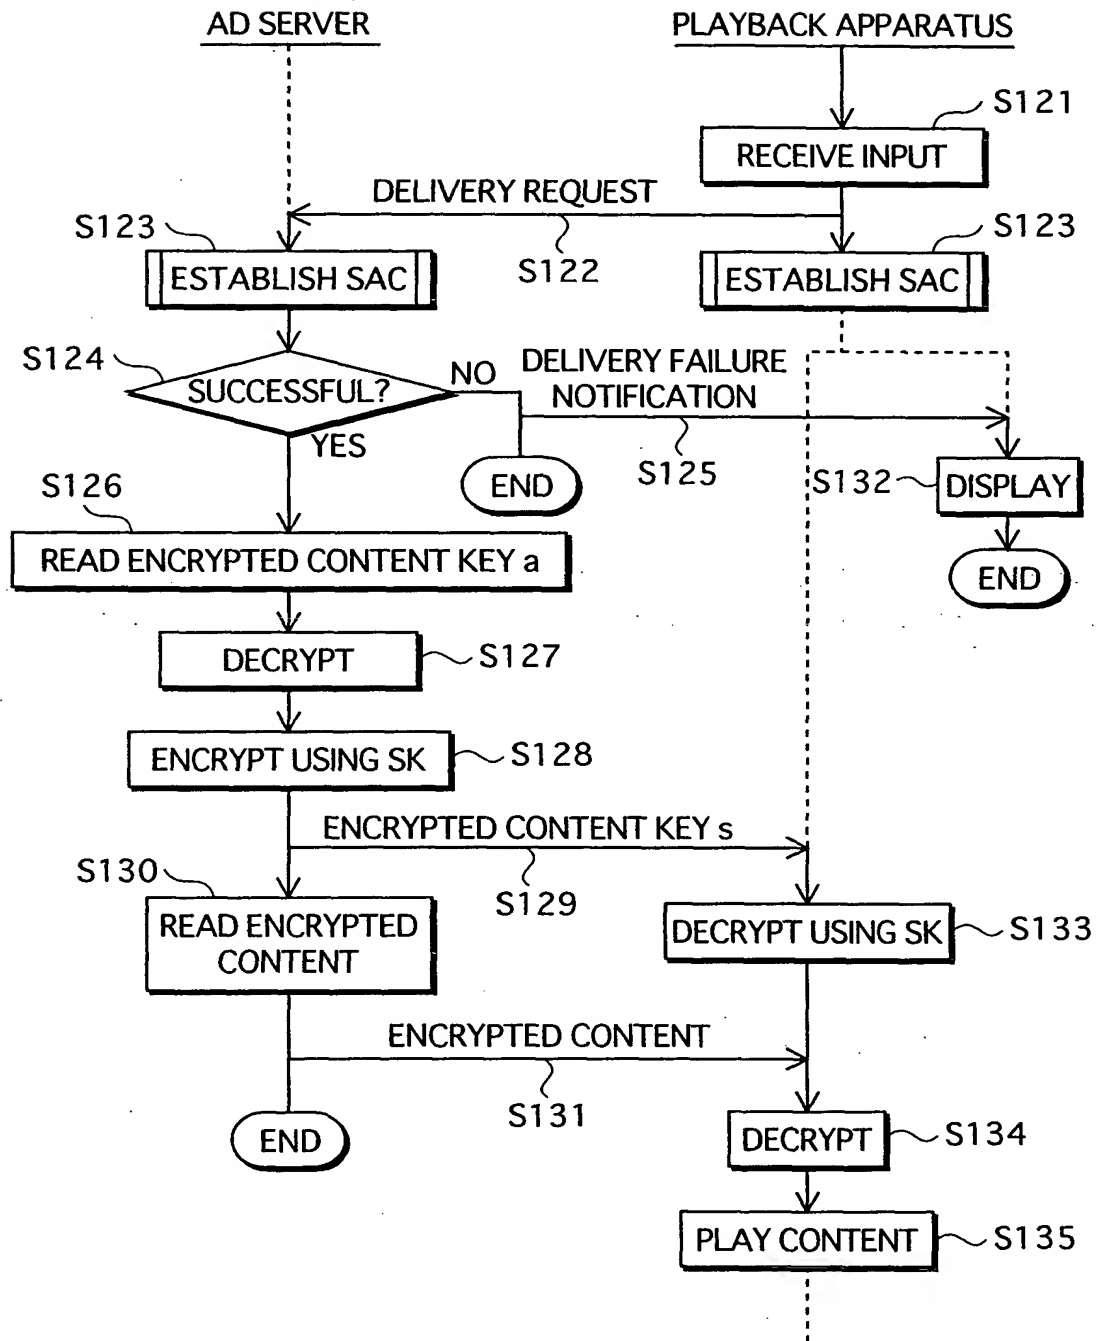 AD SERVER
PLAYBACK APPARATUS
S121
RECEIVE INPUT
DELIVERY REQUEST
S122
S123
ESTABLISH SAC
S123
ESTABLISH SAC
S124
SUCCESSFUL?
NO
YES
DELIVERY FAILURE
NOTIFICATION
S125
END
S132
DISPLAY
END
S126
READ ENCRYPTED CONTENT KEY a
DECRYPT
S127
ENCRYPT USING SK
S128
ENCRYPTED CONTENT KEY s
S129
S130
READ ENCRYPTED
CONTENT
DECRYPT USING SK
S133
ENCRYPTED CONTENT
S131
END
DECRYPT
S134
PLAY CONTENT
S135